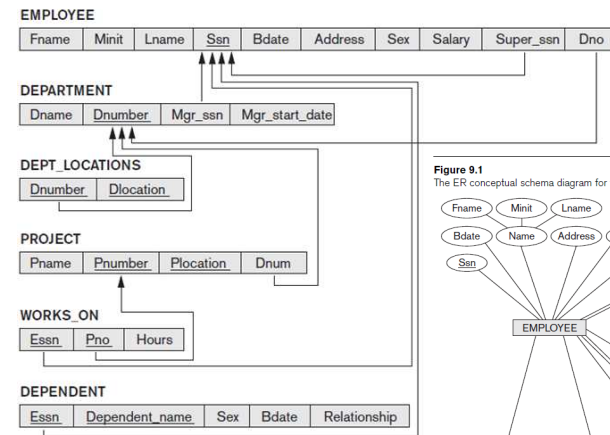 EMPLOYEE
Fname Minit Lname Ssn Bdate Address Sex Salary Super_ssn Dno
DEPARTMENT
Dname Dnumber Mgr_ssn Mgr_start_date
DEPT_LOCATIONS
Dnumber Dlocation
PROJECT
Pname Pnumber Plocation Dnum
WORKS_ON
Essn Pno Hours
DEPENDENT
Essn Dependent_name Sex Bdate Relationship
Figure 9.1
The ER conceptual schema diagram for
Fname Minit Lname
Bdate Name Address
Ssn
EMPLOYEE